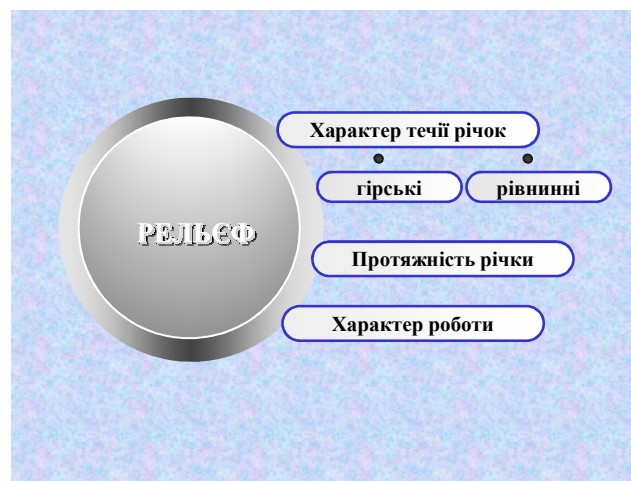 Характер течії річок
гірські
рівнинні
РЕЛЬЄФ
Протяжність річки
Характер роботи